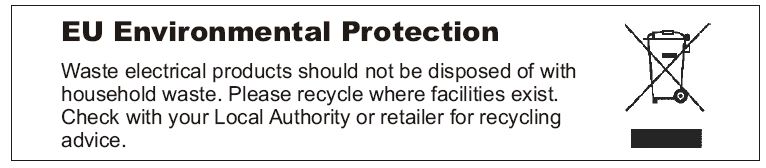 EU Environmental Protection
Waste electrical products should not be disposed of with
household waste. Please recycle where facilities exist.
Check with your Local Authority or retailer for recycling
advice.